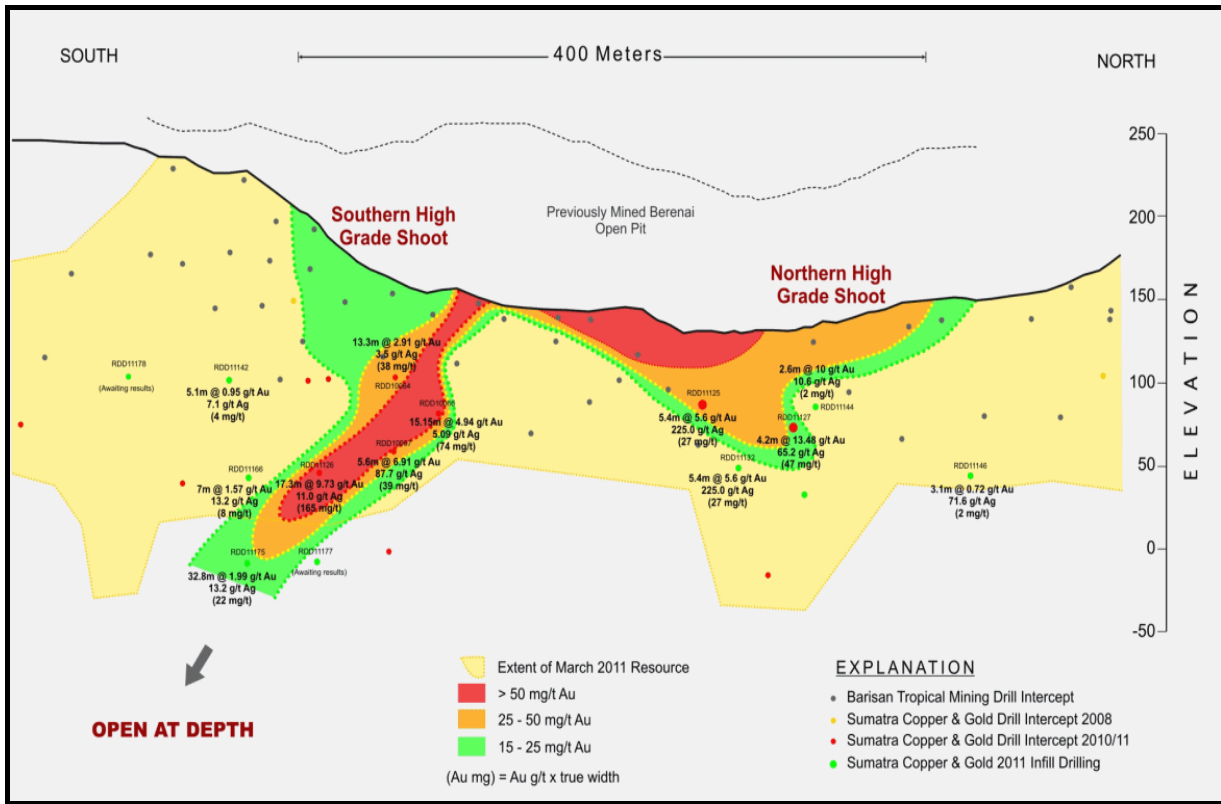 SOUTH
400 Meters
NORTH
250
200
150
100
50
0
-50
ELEVATION
Southern High
Grade Shoot
Previously Mined Berenai
Open Pit
Northern High
Grade Shoot
RDD11178
(Awaiting results)
RDD11142
5.1m @ 0.95 g/t Au
7.1 g/t Ag
(4 mg/t)
13.3m @ 2.91 g/t Au
3.5 g/t Ag
(38 mg/t)
RDD10064
15.15m @ 4.94 g/t Au
5.09 g/t Ag
(74 mg/t)
RDD10067
5.6m @ 6.91 g/t Au
87.7 g/t Ag
(39 mg/t)
RDD11126
17.3m @ 9.73 g/t Au
11.0 g/t Ag
(165 mg/t)
RDD11166
7m @ 1.57 g/t Au
13.2 g/t Ag
(8 mg/t)
RDD11175
32.8m @ 1.99 g/t Au
13.2 g/t Ag
(22 mg/t)
RDD11177
(Awaiting results)
RDD11125
5.4m @ 5.6 g/t Au
225.0 g/t Ag
(27 mg/t)
2.6m @ 10 g/t Au
10.6 g/t Ag
(2 mg/t)
RDD11144
RDD11127
4.2m @ 13.48 g/t Au
65.2 g/t Ag
(47 mg/t)
RDD11132
5.4m @ 5.6 g/t Au
225.0 g/t Ag
(27 mg/t)
RDD11146
3.1m @ 0.72 g/t Au
71.6 g/t Ag
(2 mg/t)
OPEN AT DEPTH
Extent of March 2011 Resource
> 50 mg/t Au
25 - 50 mg/t Au
15 - 25 mg/t Au
(Au mg) = Au g/t x true width
EXPLANATION
Barisan Tropical Mining Drill Intercept
Sumatra Copper & Gold Drill Intercept 2008
Sumatra Copper & Gold Drill Intercept 2010/11
Sumatra Copper & Gold 2011 Infill Drilling